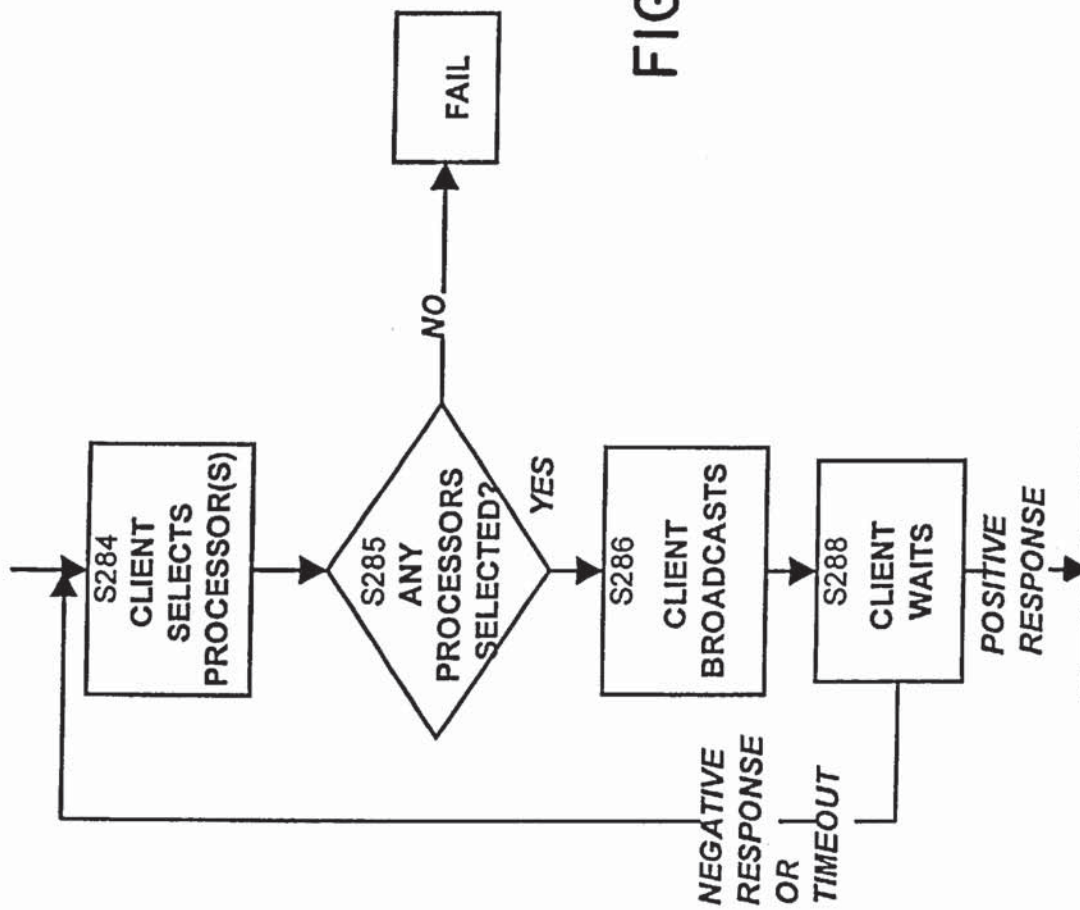 S284
CLIENT
SELECTS
PROCESSOR(S)
S285
ANY
PROCESSORS
SELECTED?
NO
FAIL
YES
S286
CLIENT
BROADCASTS
S288
CLIENT
WAITS
NEGATIVE
RESPONSE
OR
TIMEOUT
POSITIVE
RESPONSE
FIG